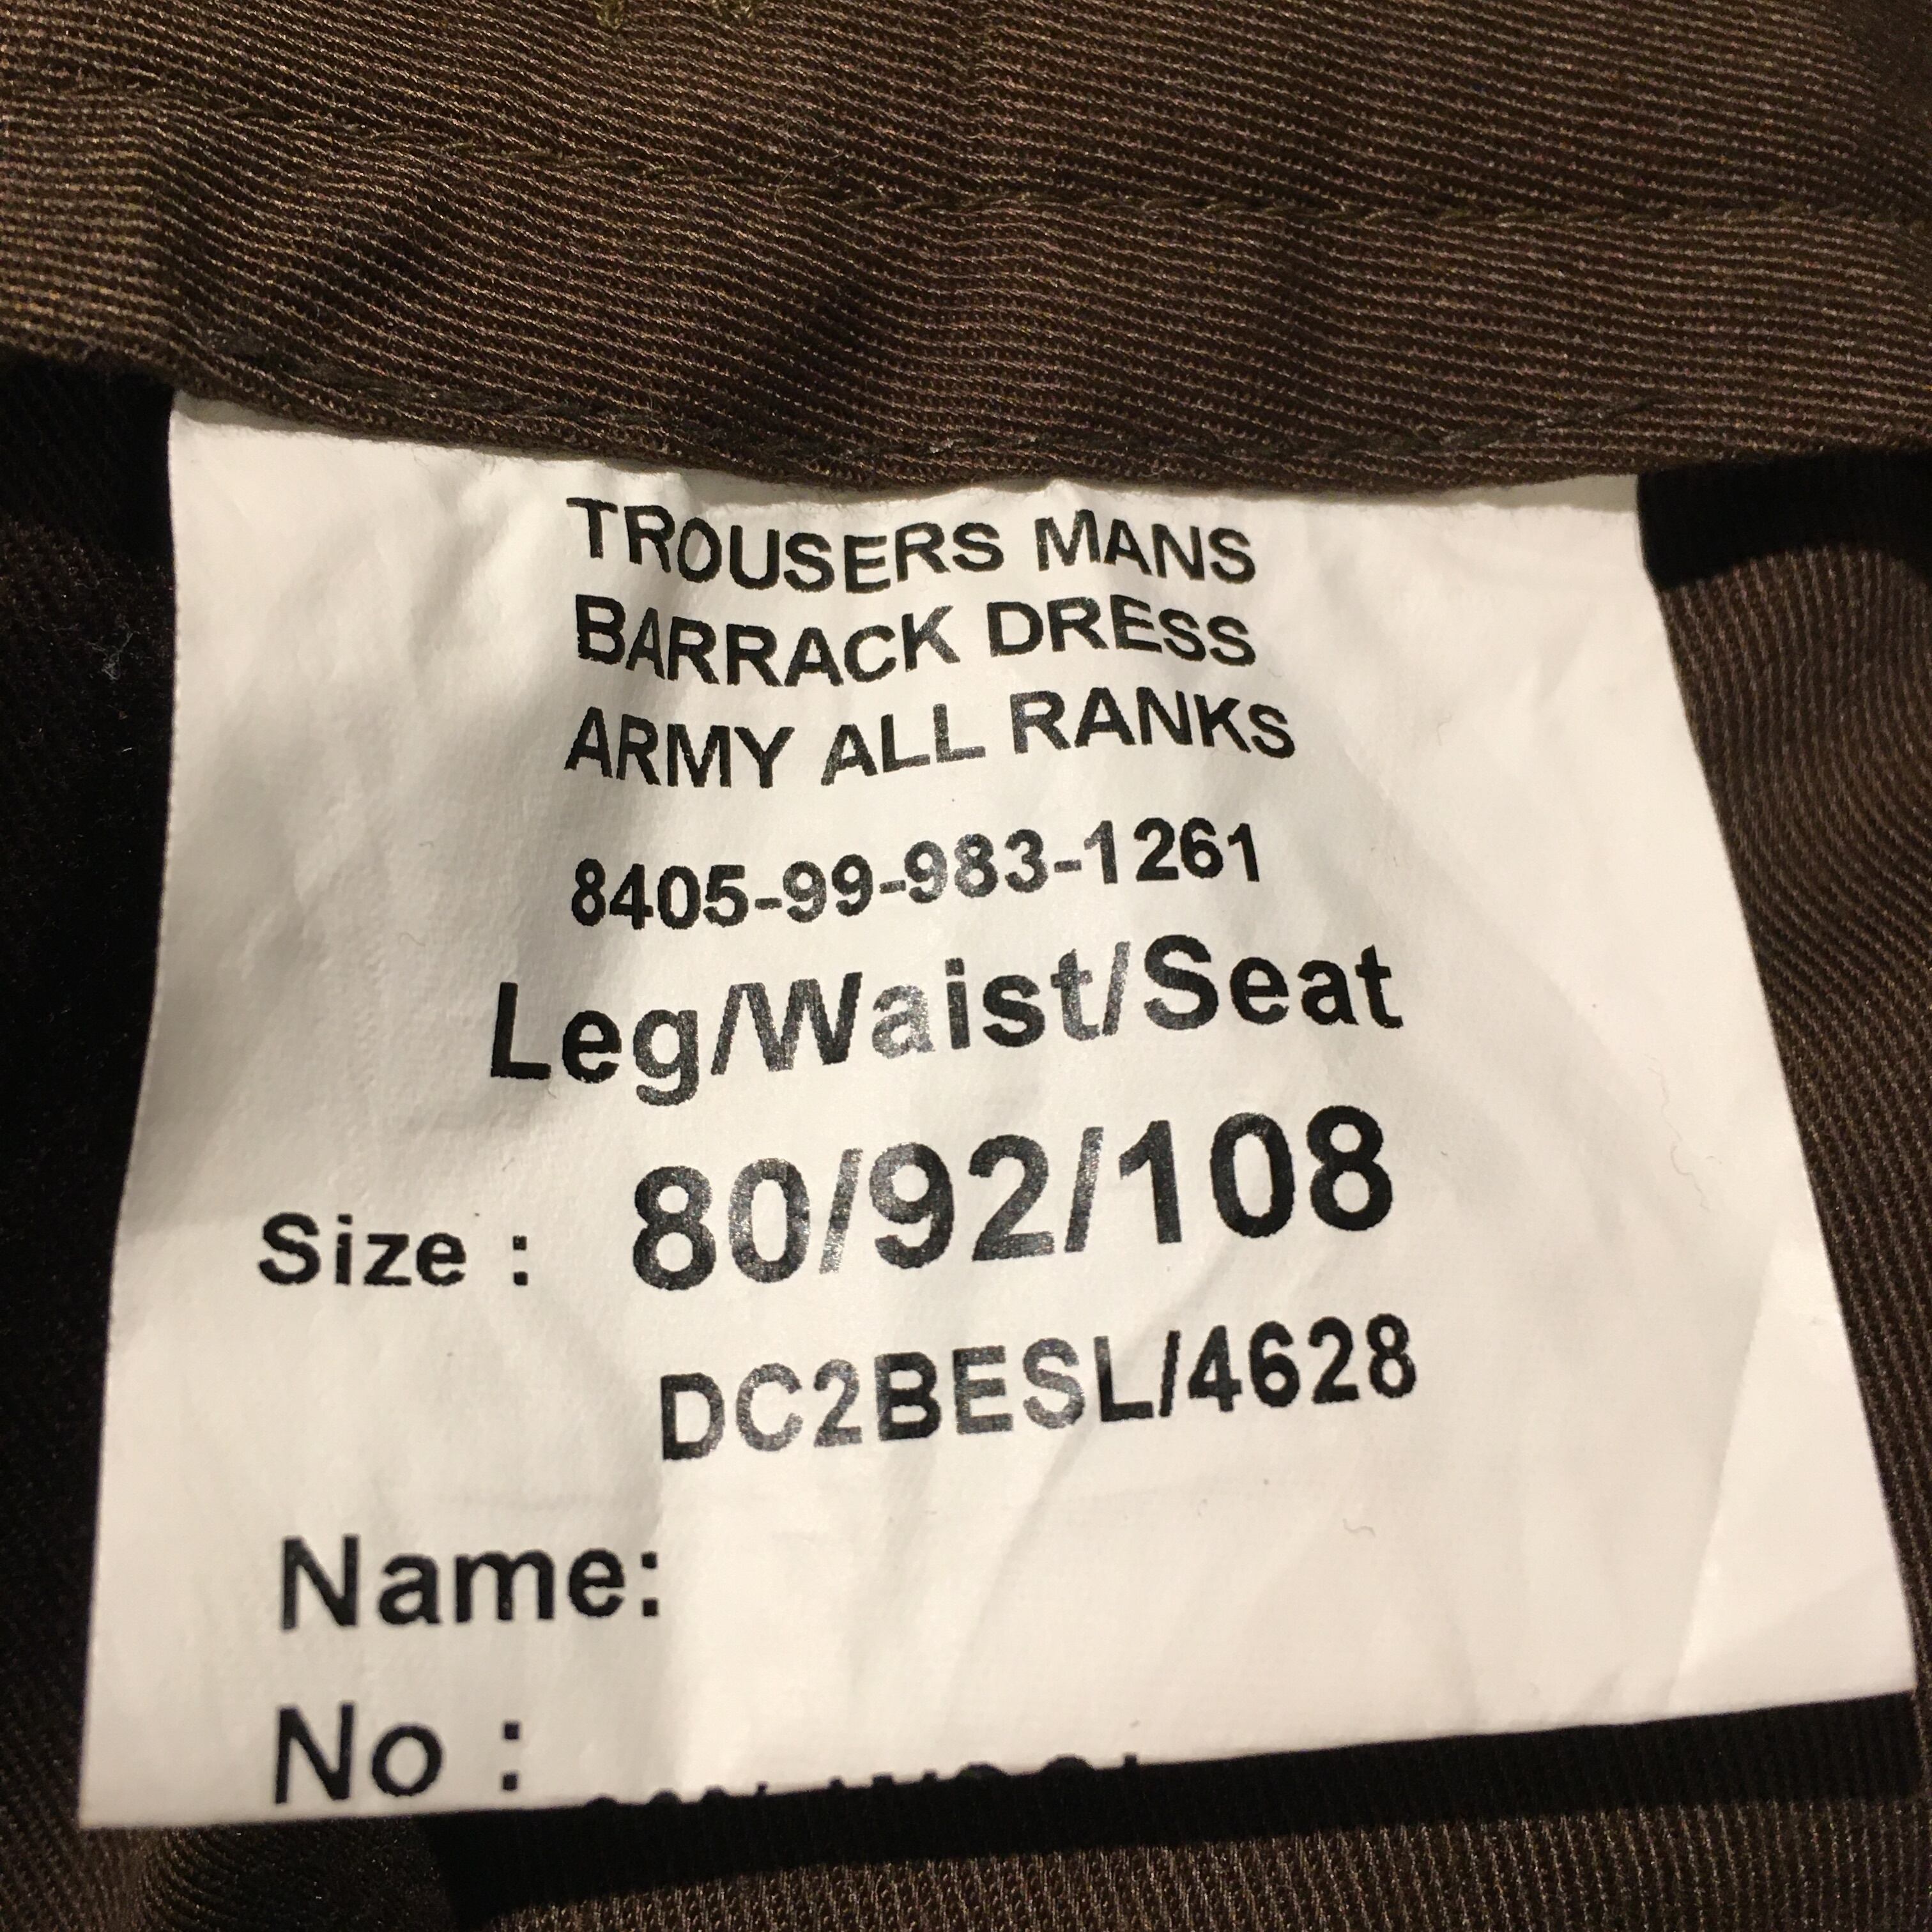 TROUSERS MANS
BARRACK DRESS
ARMY ALL RANKS
8405-99-983-1261
Leg/Waist/Seat
Size : 80/92/108
DC2BESL/4628
Name:
No :